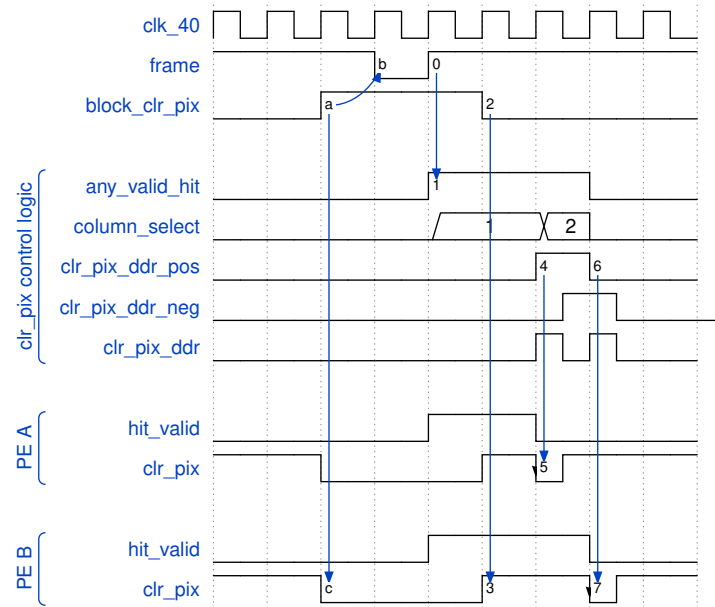 clk_40
frame
b
0
block_clr_pix
a
2
clr_pix control logic
any_valid_hit
1
column_select
1
2
clr_pix_ddr_pos
4
6
clr_pix_ddr_neg
clr_pix_ddr
PE A
hit_valid
clr_pix
5
PE B
hit_valid
clr_pix
c
3
7